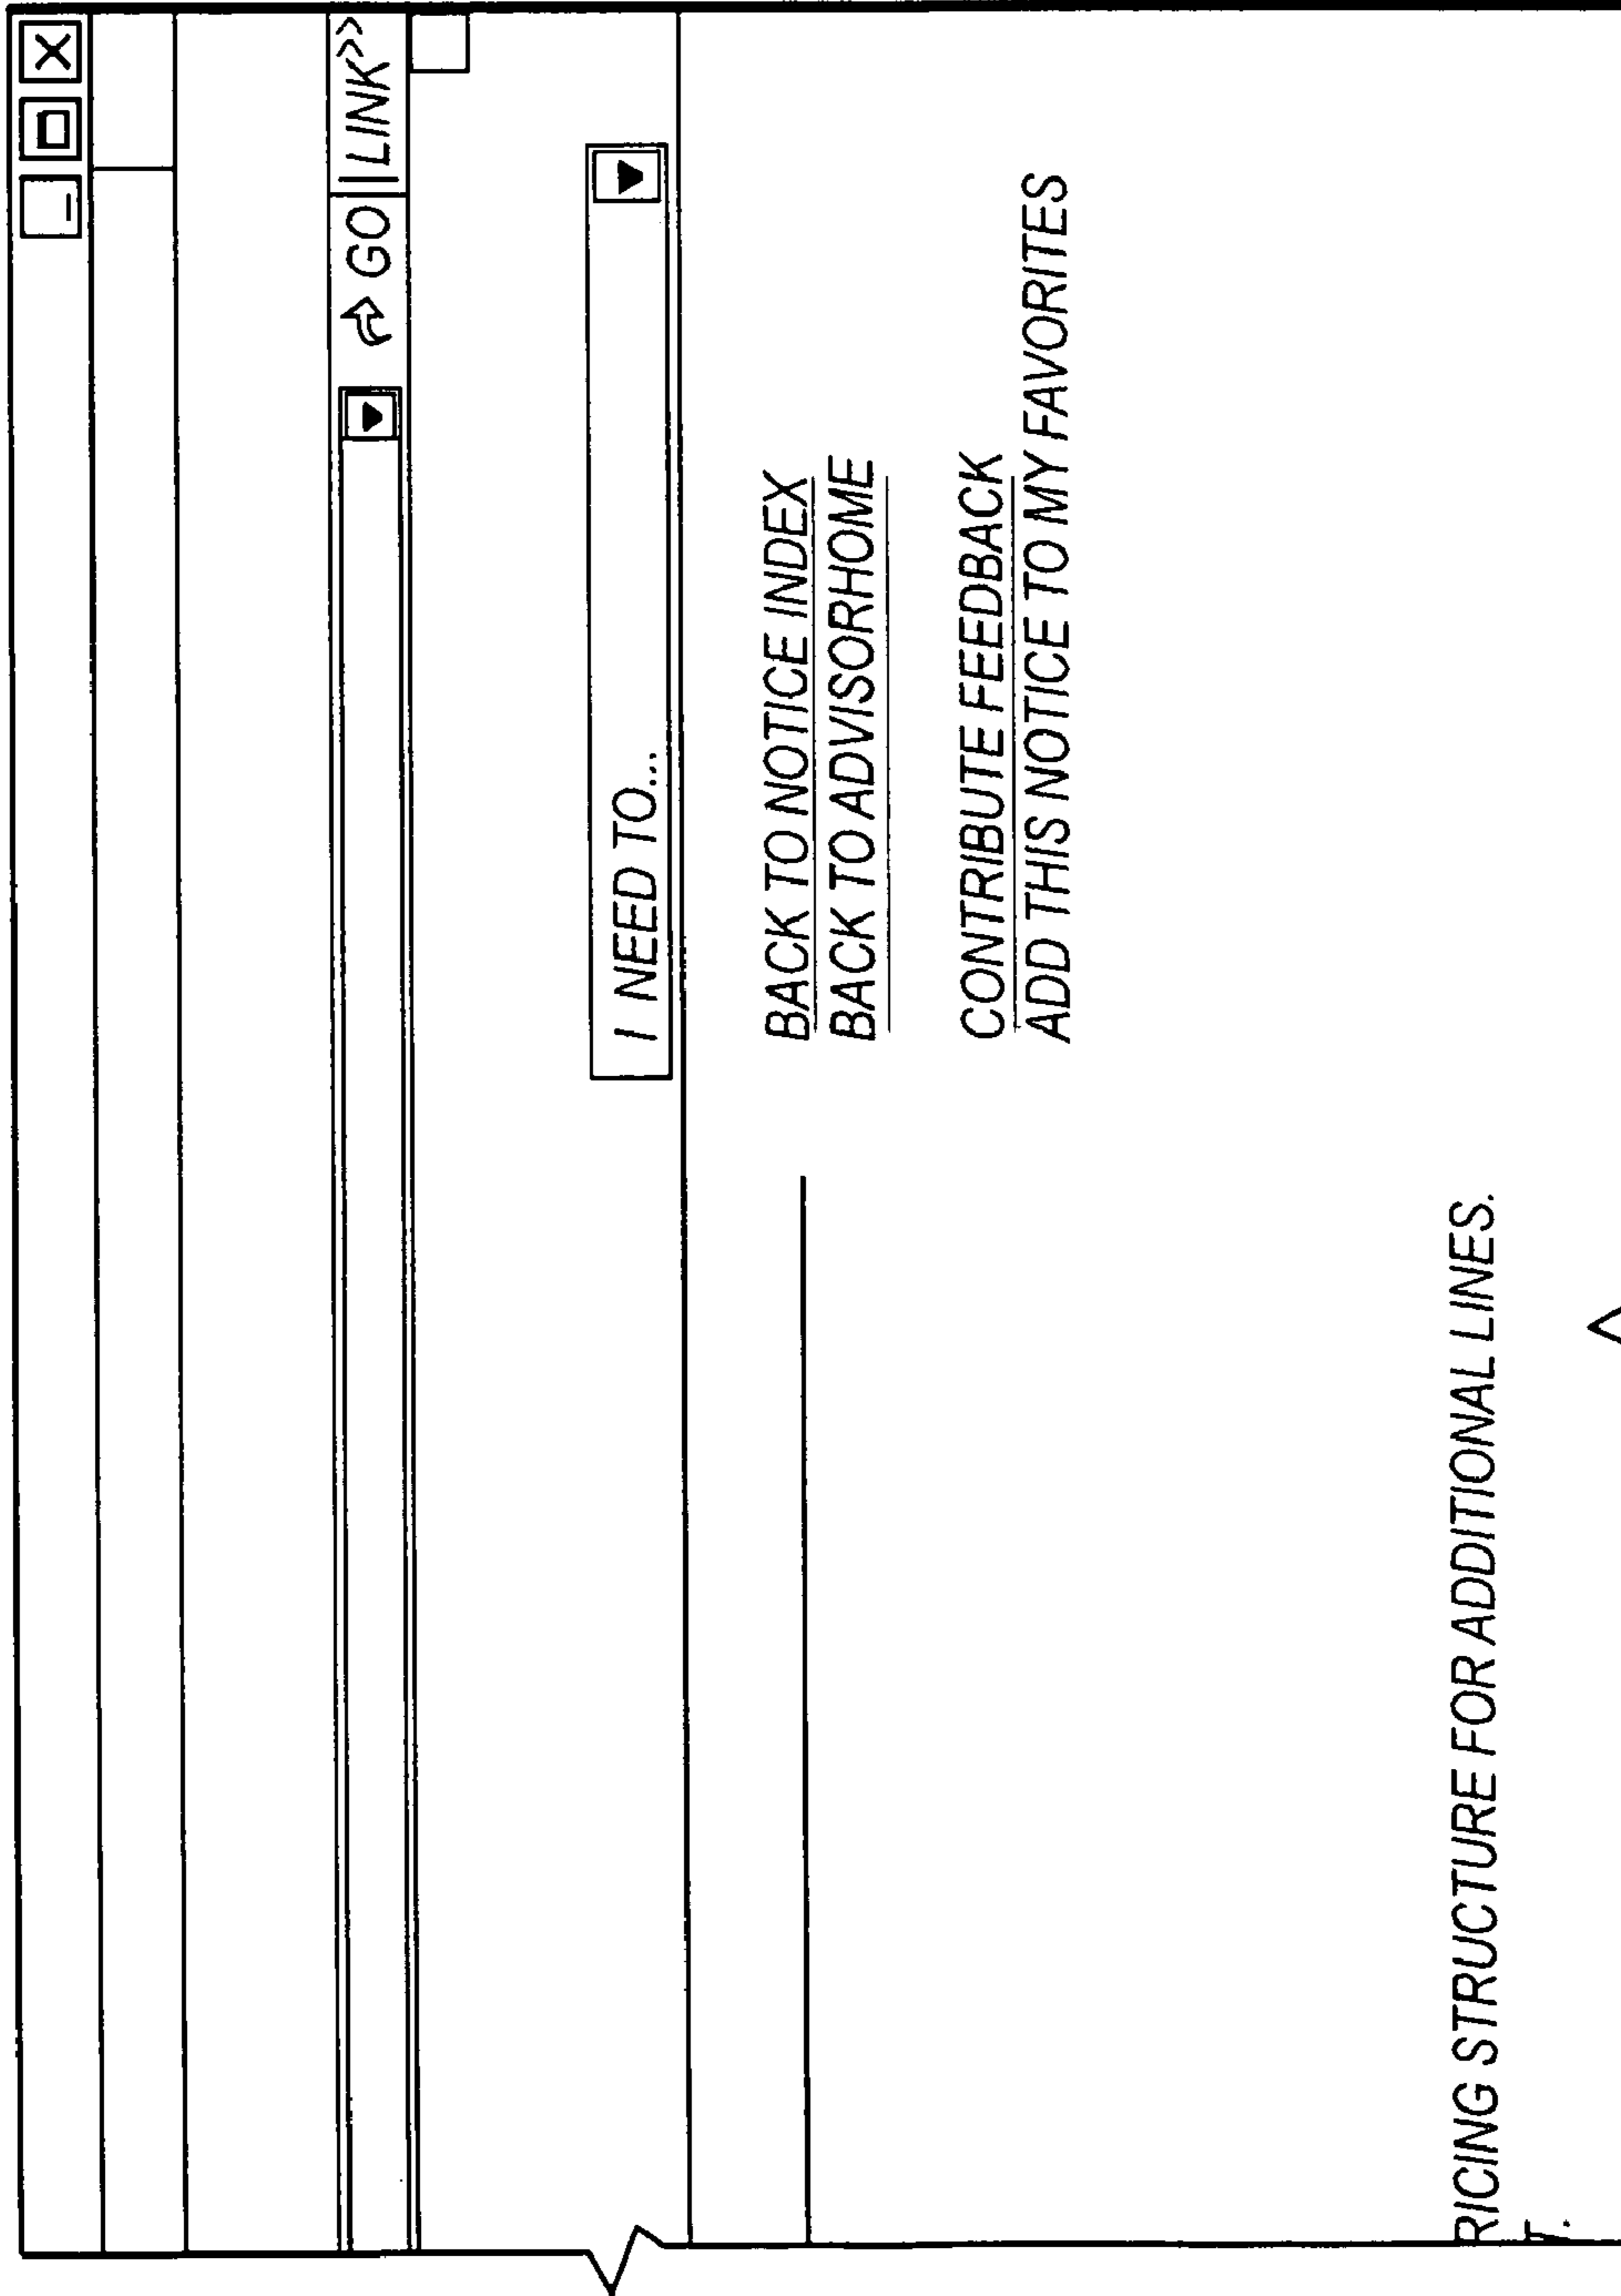 GO | LINK >>
I NEED TO...
BACK TO NOTICE INDEX
BACK TO ADVISORHOME
CONTRIBUTE FEEDBACK
ADD THIS NOTICE TO MY FAVORITES
RICING STRUCTURE FOR ADDITIONAL LINES.
T.